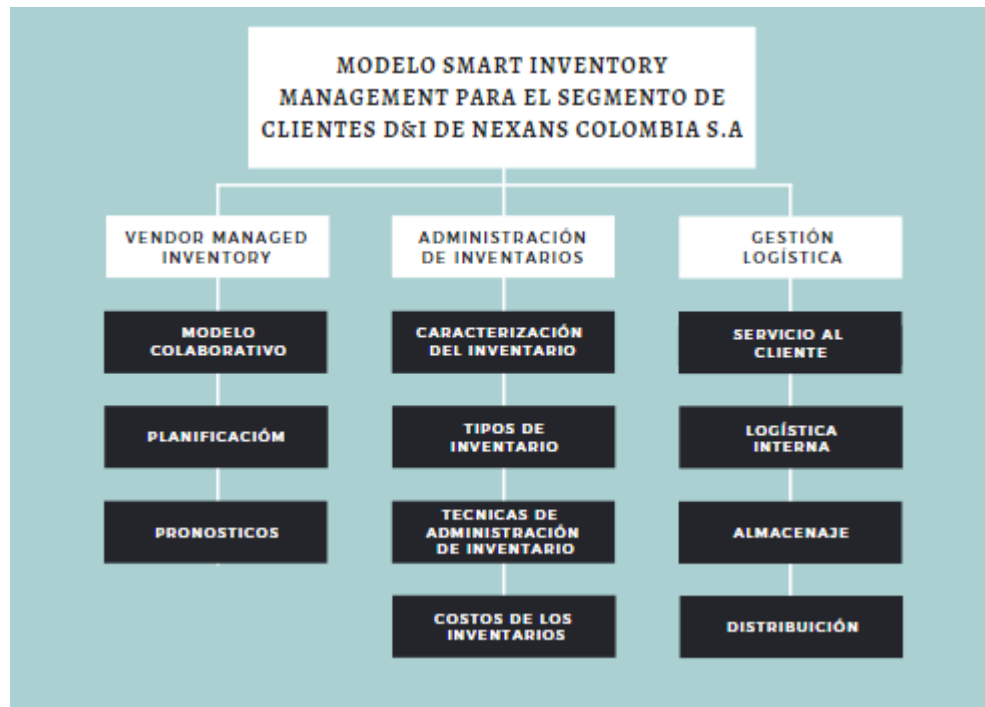 MODELO SMART INVENTORY
MANAGEMENT PARA EL SEGMENTO DE
CLIENTES D&I DE NEXANS COLOMBIA S.A
VENDOR MANAGED
INVENTORY
MODELO
COLABORATIVO
PLANIFICACIÓM
PRONOSTICOS
ADMINISTRACIÓN
DE INVENTARIOS
CARACTERIZACIÓN
DEL INVENTARIO
TIPOS DE
INVENTARIO
TECNICAS DE
ADMINISTRACIÓN
DE INVENTARIO
COSTOS DE LOS
INVENTARIOS
GESTIÓN
LOGÍSTICA
SERVICIO AL
CLIENTE
LOGÍSTICA
INTERNA
ALMACENAJE
DISTRIBUICIÓN